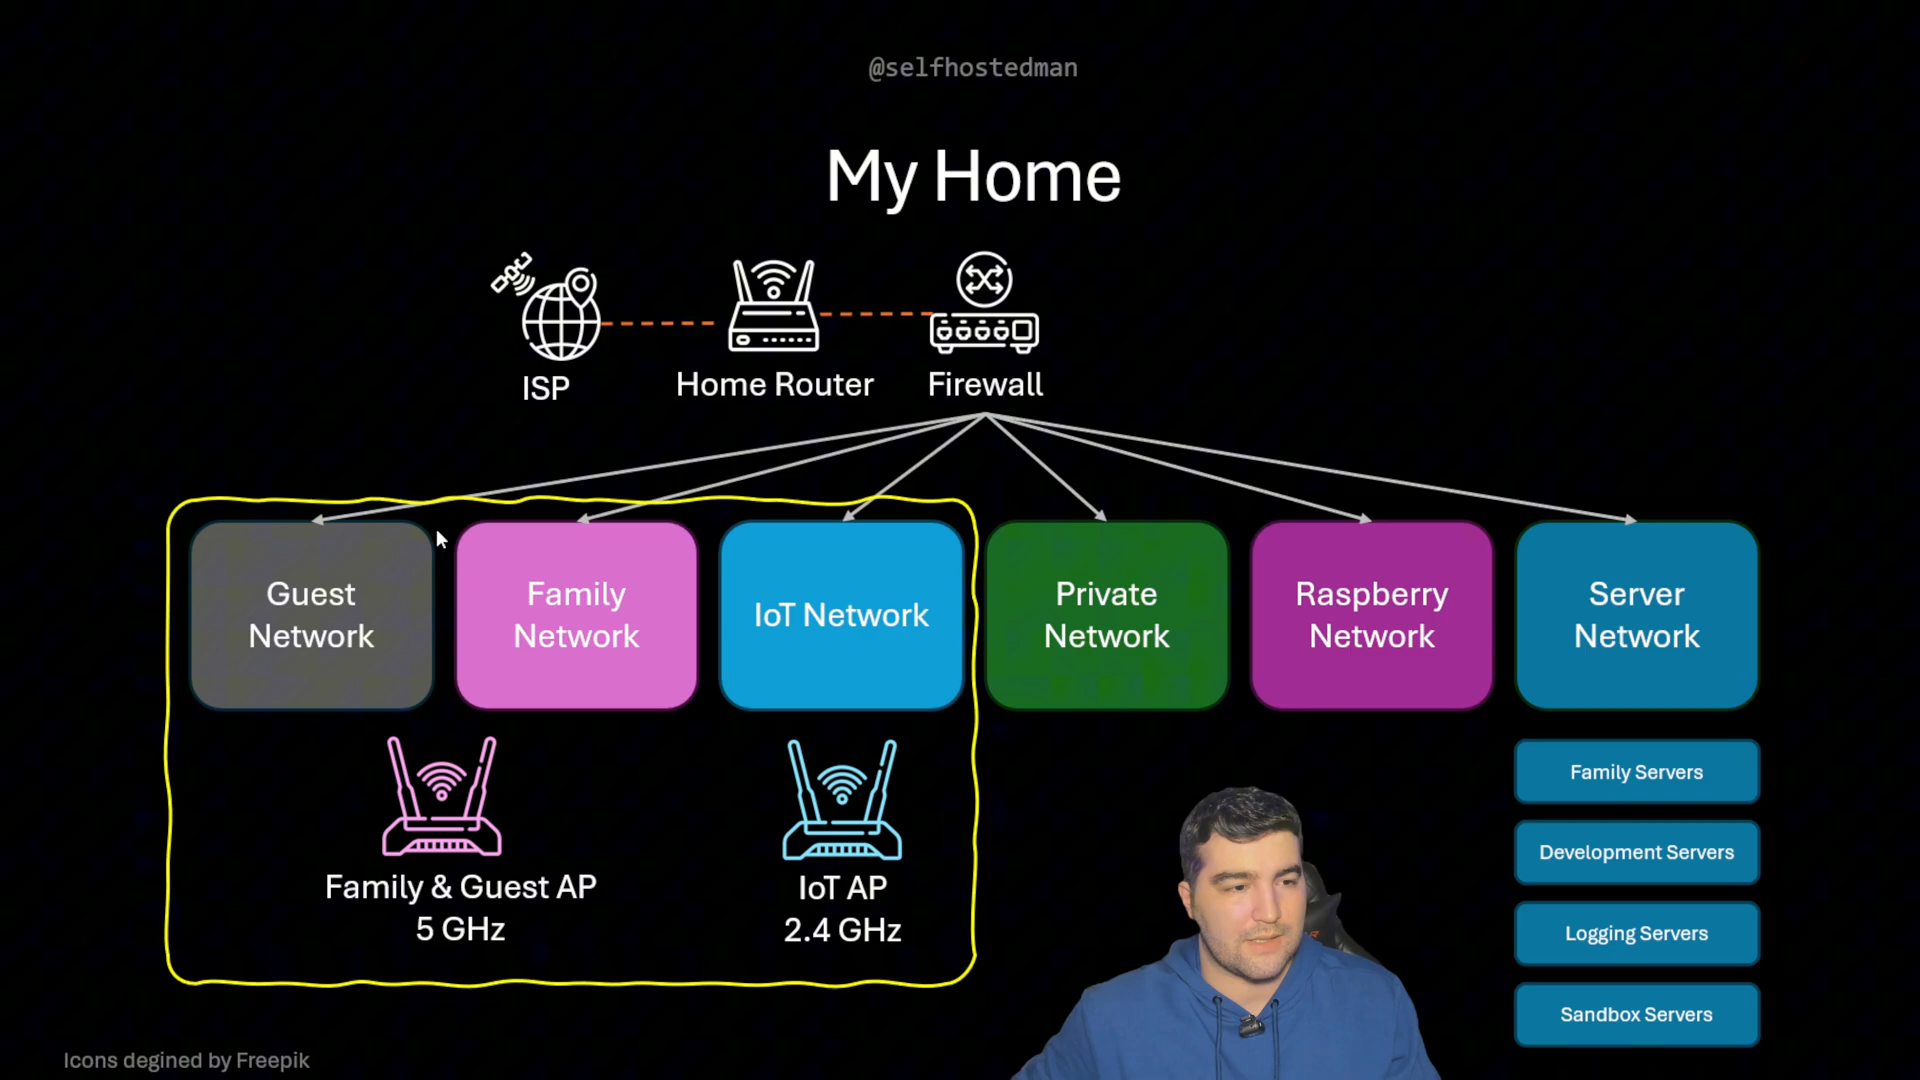 @selfhostedman
My Home
ISP
Home Router
Firewall
Guest
Network
Family
Network
IoT Network
Private
Network
Raspberry
Network
Server
Network
Family & Guest AP
5 GHz
IoT AP
2.4 GHz
Family Servers
Development Servers
Logging Servers
Sandbox Servers
Icons degined by Freepik